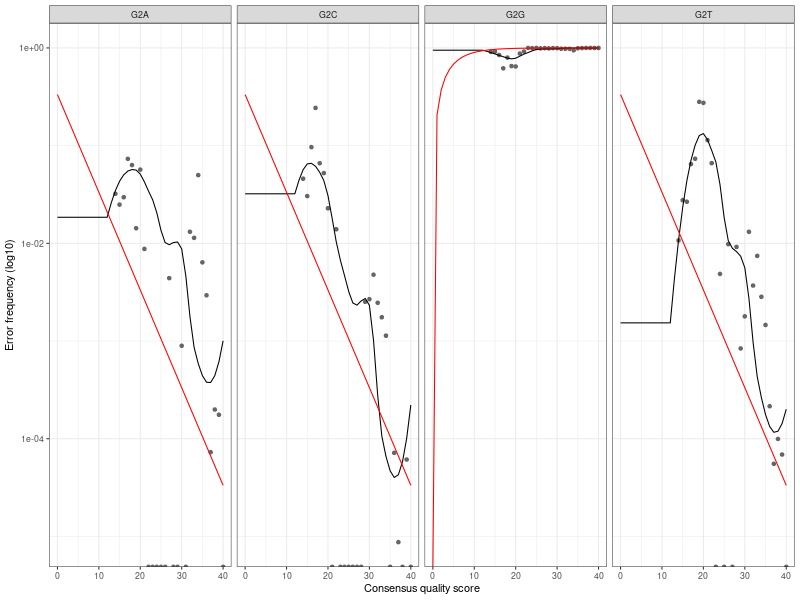 G2A G2C G2G G2T
Error frequency (log10)
1e+00
1e-02
1e-04
0 10 20 30 40 0 10 20 30 40 0 10 20 30 40 0 10 20 30 40
Consensus quality score